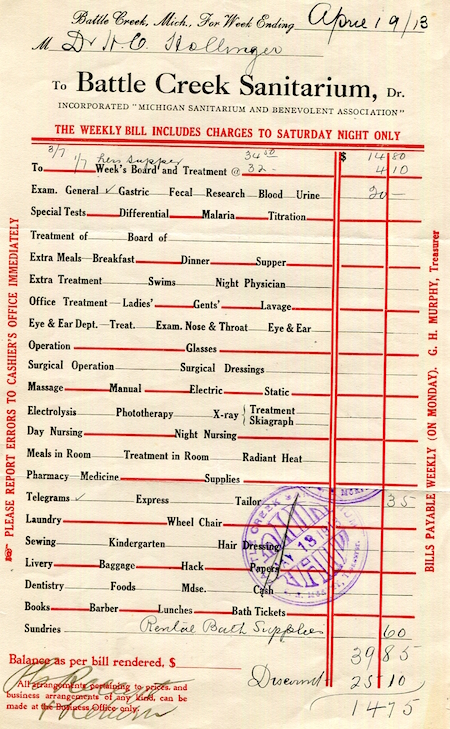 Battle Creek, Mich., For Week Ending April 19/13
M Dr H. O. Hollinger
To Battle Creek Sanitarium, Dr.
INCORPORATED "MICHIGAN SANITARIUM AND BENEVOLENT ASSOCIATION"
THE WEEKLY BILL INCLUDES CHARGES TO SATURDAY NIGHT ONLY
3/7 less supper 34 50 $ 14 80
To 1/7 Week's Board and Treatment @ 32 - 4 10
Exam. General ✓ Gastric Fecal Research Blood Urine 20 -
Special Tests Differential Malaria Titration
Treatment of Board of
Extra Meals Breakfast Dinner Supper
Extra Treatment Swims Night Physician
Office Treatment Ladies' Gents' Lavage
Eye & Ear Dept. Treat. Exam. Nose & Throat Eye & Ear
Operation Glasses
Surgical Operation Surgical Dressings
Massage Manual Electric Static
Electrolysis Phototherapy X-ray { Treatment
Skiagraph
Day Nursing Night Nursing
Meals in Room Treatment in Room Radiant Heat
Pharmacy Medicine Supplies
Telegrams ✓ Express Tailor 35
Laundry Wheel Chair
Sewing Kindergarten Hair Dressing
Livery Baggage Hack Papers
Dentistry Foods Mdse. Cash
Books Barber Lunches Bath Tickets
Sundries Rental Bath Supplies 60
39 85
Balance as per bill rendered, $
Discount 25 10
All arrangements pertaining to prices, and
business arrangements of any kind, can be
made at the Business Office only.
14 75
PLEASE REPORT ERRORS TO CASHIER'S OFFICE IMMEDIATELY
BILLS PAYABLE WEEKLY (ON MONDAY). G. H. MURPHY, Treasurer